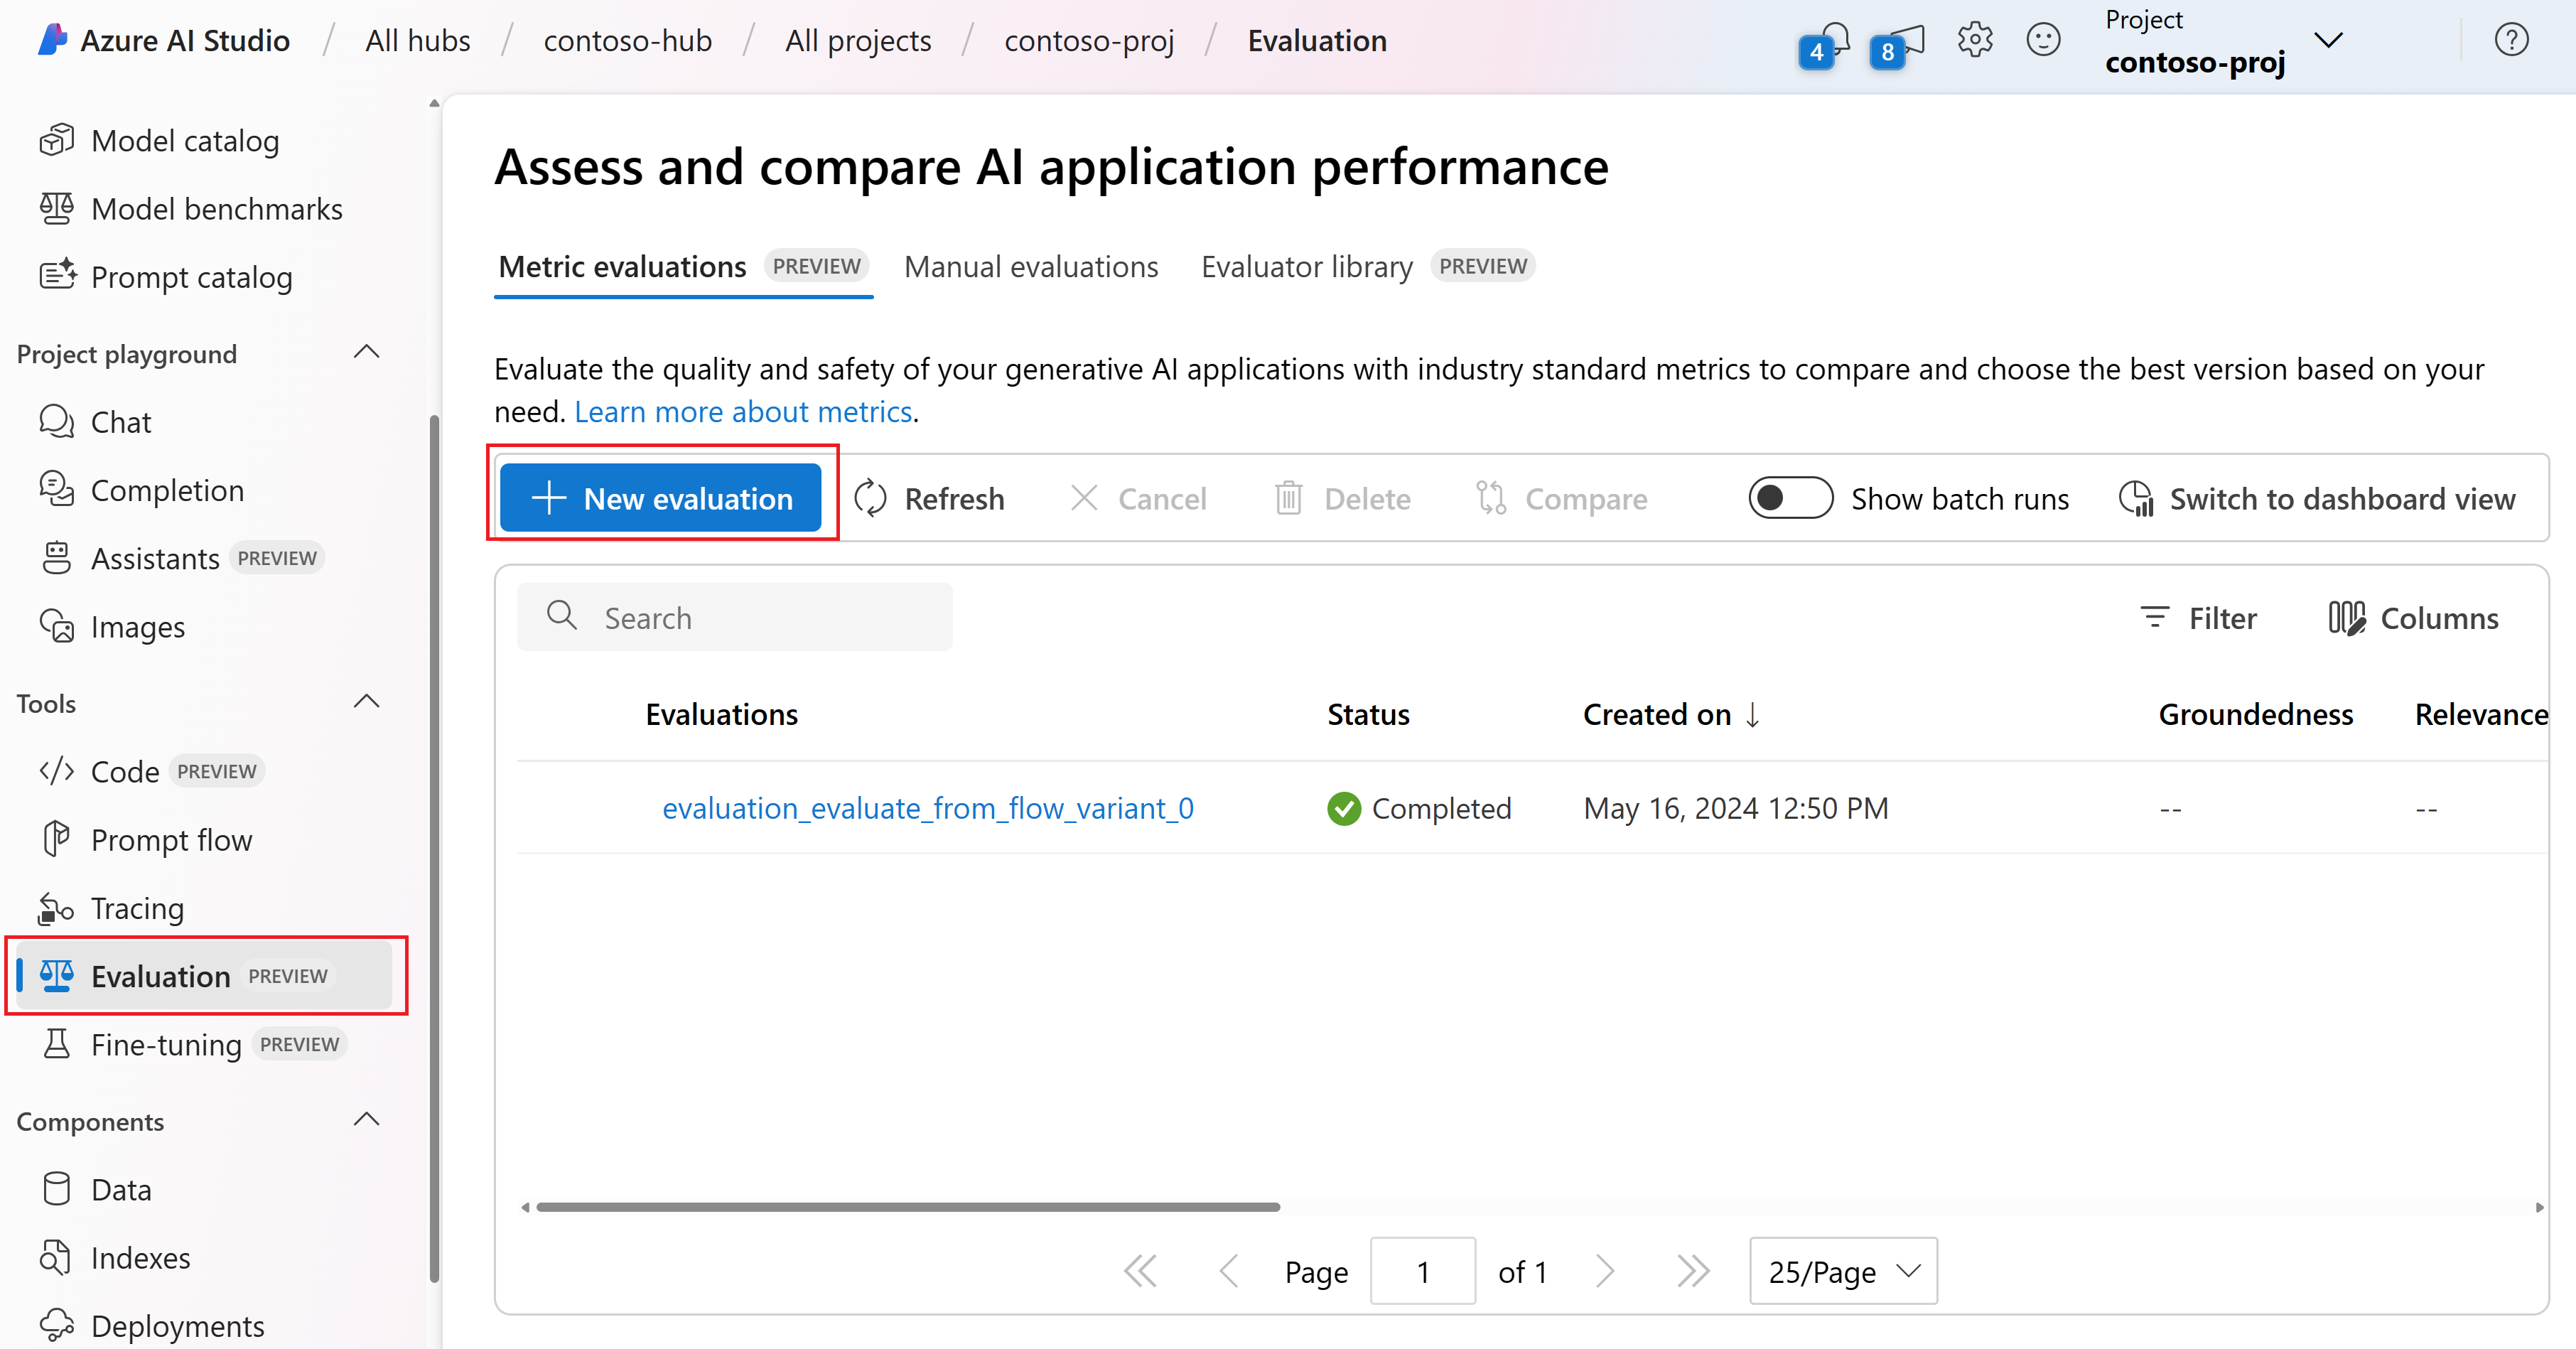 Azure AI Studio / All hubs / contoso-hub / All projects / contoso-proj / Evaluation
4
8
Project
contoso-proj
Model catalog
Model benchmarks
Prompt catalog
Project playground
Chat
Completion
Assistants PREVIEW
Images
Tools
Code PREVIEW
Prompt flow
Tracing
Evaluation PREVIEW
Fine-tuning PREVIEW
Components
Data
Indexes
Deployments
Assess and compare AI application performance
Metric evaluations PREVIEW Manual evaluations Evaluator library PREVIEW
Evaluate the quality and safety of your generative AI applications with industry standard metrics to compare and choose the best version based on your
need. Learn more about metrics.
New evaluation Refresh Cancel Delete Compare Show batch runs Switch to dashboard view
Search Filter Columns
Evaluations Status Created on ↓ Groundedness Relevance
evaluation_evaluate_from_flow_variant_0 Completed May 16, 2024 12:50 PM -- --
Page 1 of 1 25/Page